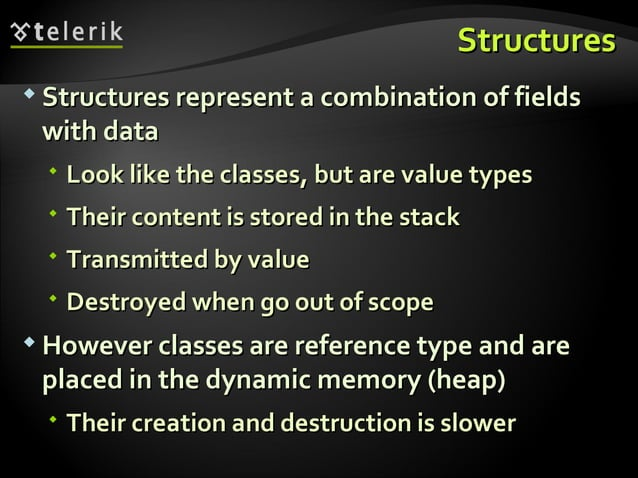 telerik
Structures
Structures represent a combination of fields
with data
Look like the classes, but are value types
Their content is stored in the stack
Transmitted by value
Destroyed when go out of scope
However classes are reference type and are
placed in the dynamic memory (heap)
Their creation and destruction is slower